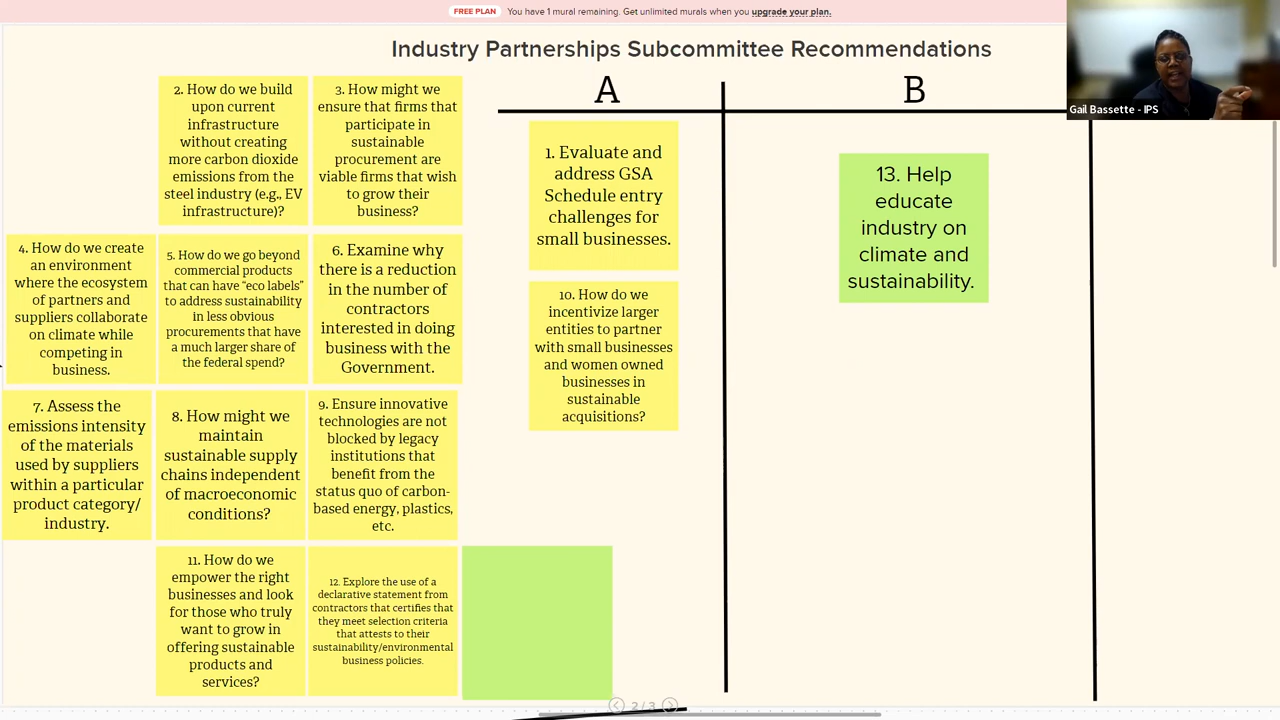 FREE PLAN
You have 1 mural remaining. Get unlimited murals when you upgrade your plan.
Industry Partnerships Subcommittee Recommendations
Gail Bassette - IPS
A
B
2. How do we build
upon current
infrastructure
without creating
more carbon dioxide
emissions from the
steel industry (e.g., EV
infrastructure)?
3. How might we
ensure that firms that
participate in
sustainable
procurement are
viable firms that wish
to grow their
business?
1. Evaluate and
address GSA
Schedule entry
challenges for
small businesses.
13. Help
educate
industry on
climate and
sustainability.
4. How do we create
an environment
where the ecosystem
of partners and
suppliers collaborate
on climate while
competing in
business.
5. How do we go beyond
commercial products
that can have "eco labels"
to address sustainability
in less obvious
procurements that have
a much larger share of
the federal spend?
6. Examine why
there is a reduction
in the number of
contractors
interested in doing
business with the
Government.
10. How do we
incentivize larger
entities to partner
with small businesses
and women owned
businesses in
sustainable
acquisitions?
7. Assess the
emissions intensity
of the materials
used by suppliers
within a particular
product category/
industry.
8. How might we
maintain
sustainable supply
chains independent
of macroeconomic
conditions?
9. Ensure innovative
technologies are not
blocked by legacy
institutions that
benefit from the
status quo of carbon-
based energy, plastics,
etc.
11. How do we
empower the right
businesses and look
for those who truly
want to grow in
offering sustainable
products and
services?
12. Explore the use of a
declarative statement from
contractors that certifies that
they meet selection criteria
that attests to their
sustainability/environmental
business policies.
2/3